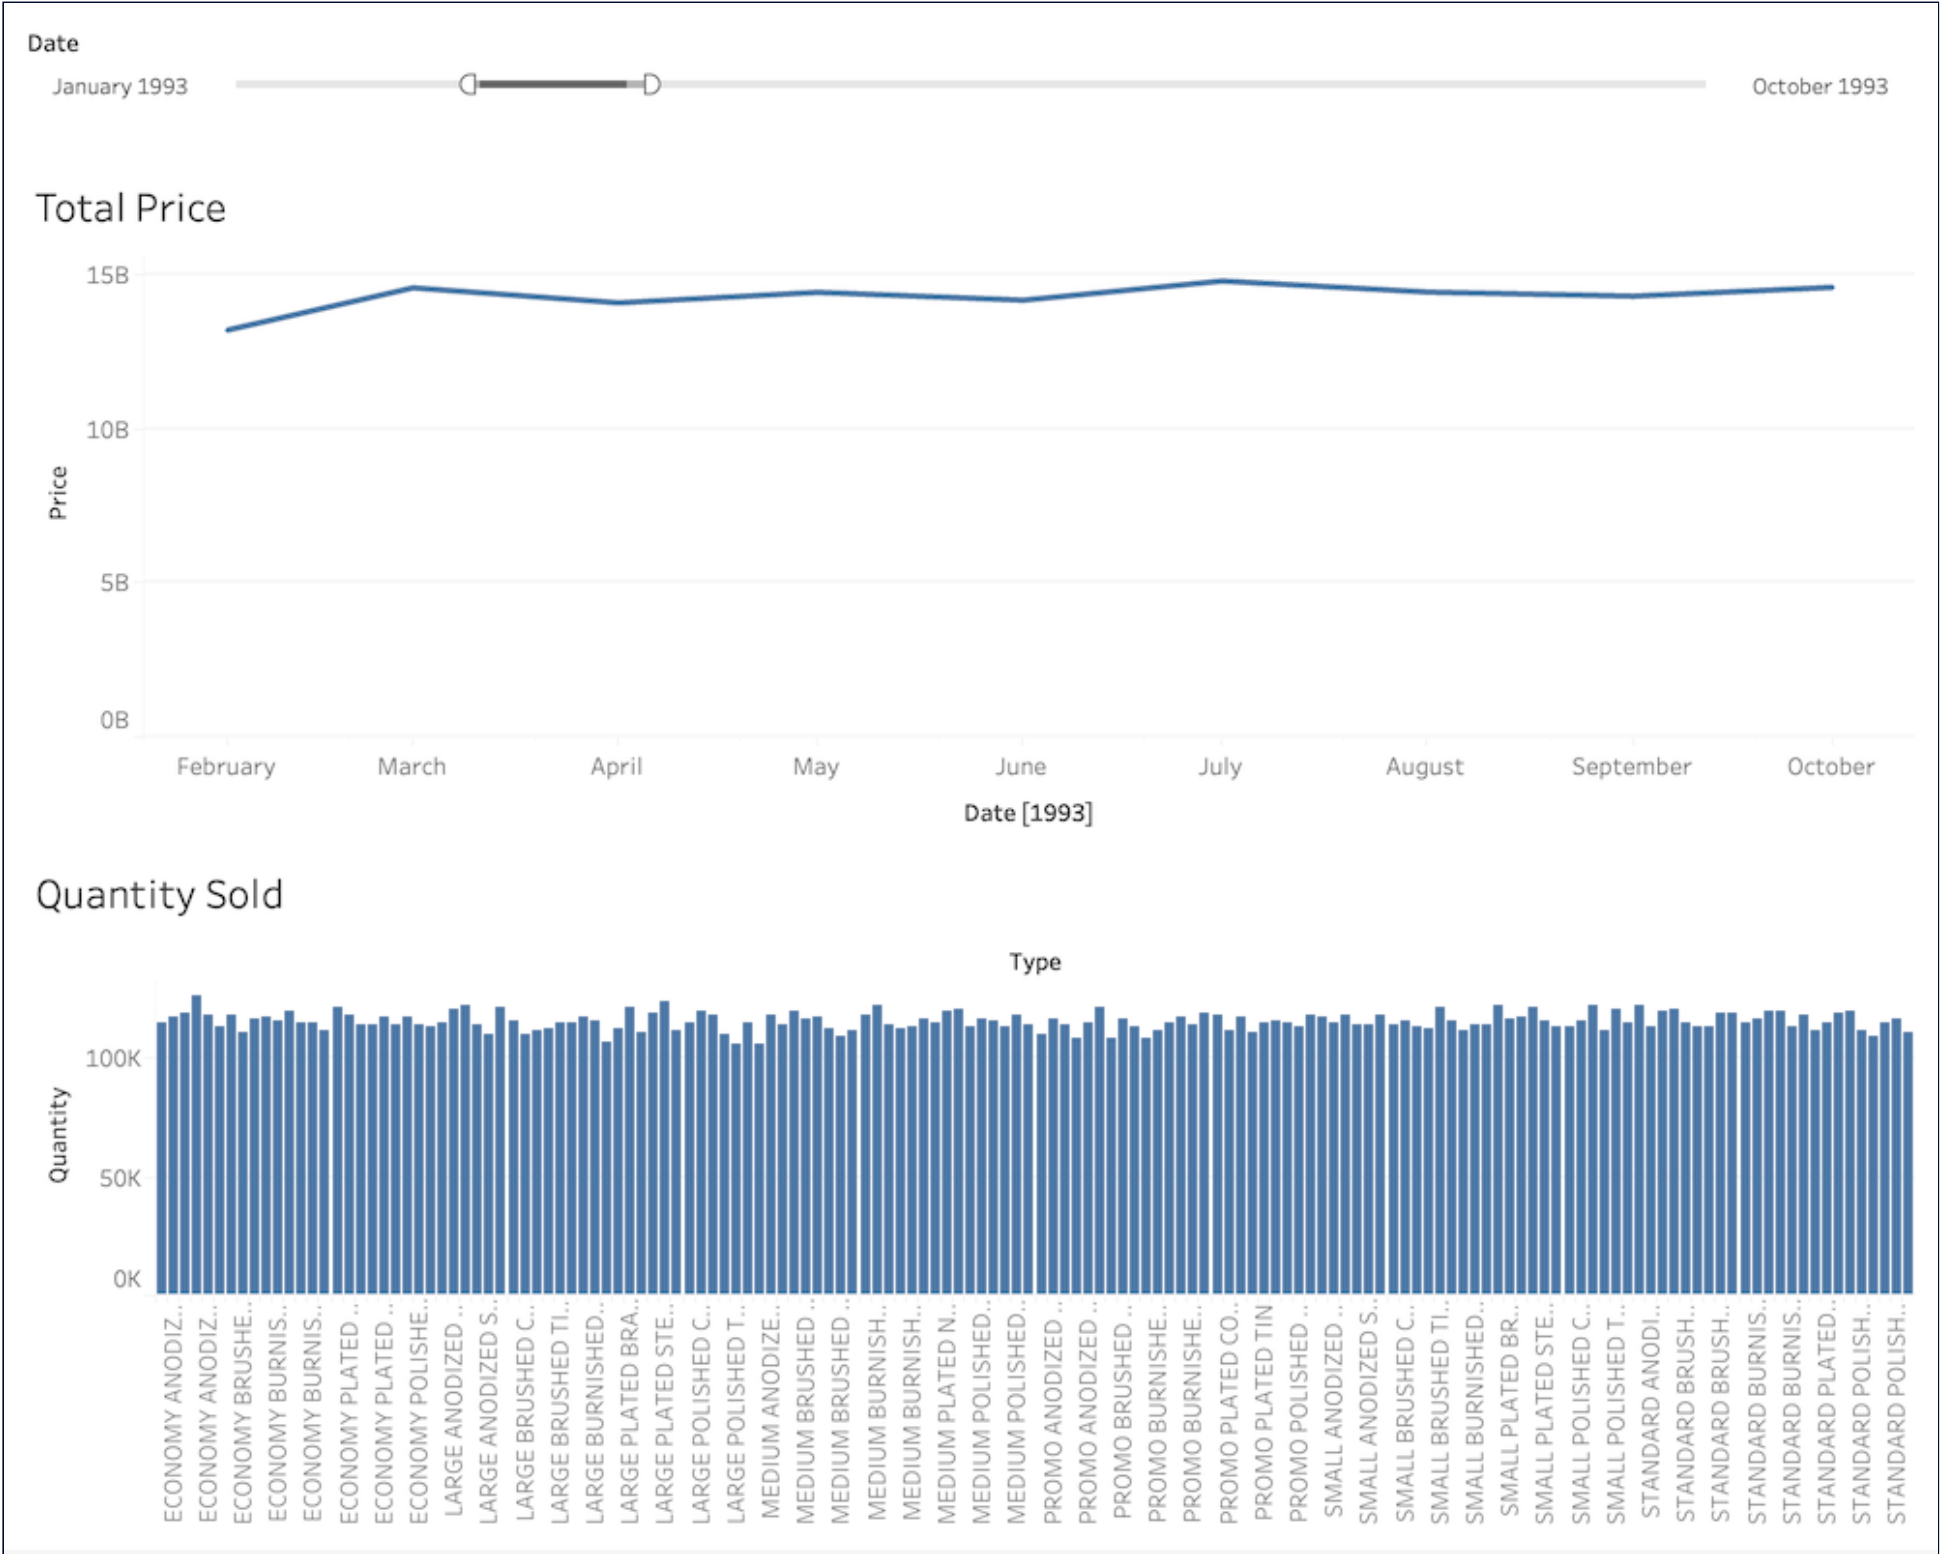 Date
January 1993
October 1993
Total Price
15B
10B
5B
0B
Price
February March April May June July August September October
Date [1993]
Quantity Sold
Type
100K
50K
0K
Quantity
ECONOMY ANODIZ..
ECONOMY ANODIZ..
ECONOMY BRUSHE..
ECONOMY BURNIS..
ECONOMY BURNIS..
ECONOMY PLATED ..
ECONOMY PLATED ..
ECONOMY POLISHE..
LARGE ANODIZED ..
LARGE ANODIZED S..
LARGE BRUSHED C..
LARGE BRUSHED TI..
LARGE BURNISHED..
LARGE PLATED BRA..
LARGE PLATED STE..
LARGE POLISHED C..
LARGE POLISHED T..
MEDIUM ANODIZE..
MEDIUM BRUSHED ..
MEDIUM BRUSHED ..
MEDIUM BURNISH..
MEDIUM BURNISH..
MEDIUM PLATED N..
MEDIUM POLISHED..
MEDIUM POLISHED..
PROMO ANODIZED ..
PROMO ANODIZED ..
PROMO BRUSHED ..
PROMO BURNISHE..
PROMO BURNISHE..
PROMO PLATED CO..
PROMO PLATED TIN
PROMO POLISHED ..
SMALL ANODIZED ..
SMALL ANODIZED S..
SMALL BRUSHED C..
SMALL BRUSHED TI..
SMALL BURNISHED..
SMALL PLATED BR..
SMALL PLATED STE..
SMALL POLISHED C..
SMALL POLISHED T..
STANDARD ANODI..
STANDARD BRUSH..
STANDARD BRUSH..
STANDARD BURNIS..
STANDARD BURNIS..
STANDARD PLATED..
STANDARD POLISH..
STANDARD POLISH..